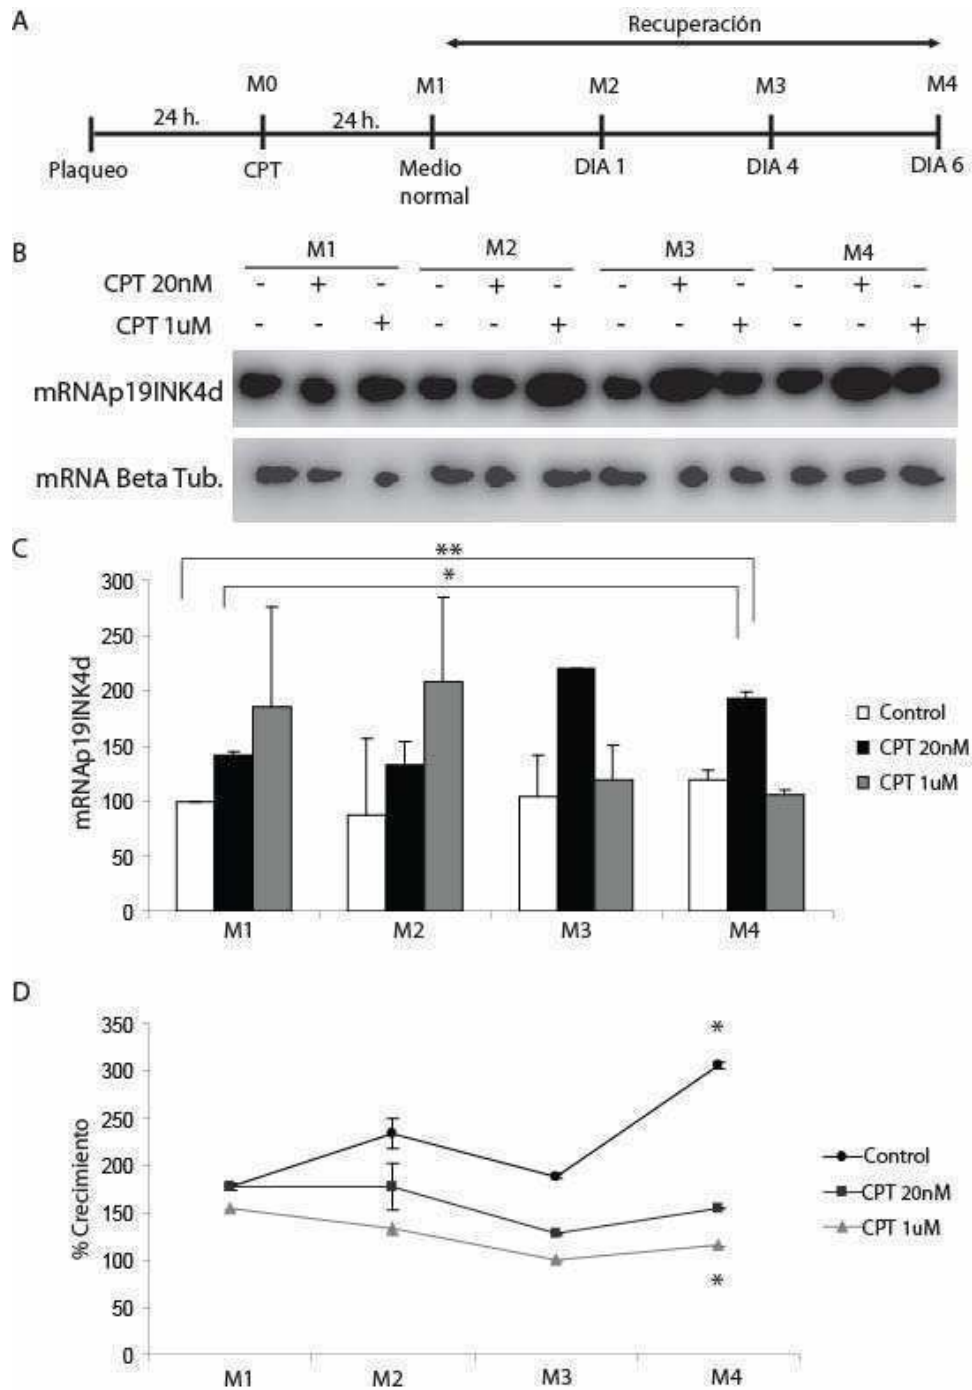 A
Recuperación
M0 M1 M2 M3 M4
24 h. 24 h.
Plaqueo CPT Medio normal DIA 1 DIA 4 DIA 6
B
M1 M2 M3 M4
CPT 20nM - + - - + - - + - - + -
CPT 1uM - - + - - + - - + - - +
mRNAp19INK4d
mRNA Beta Tub.
C
**
*
300
250
200
150
100
50
0
mRNAp19INK4d
M1 M2 M3 M4
Control
CPT 20nM
CPT 1uM
D
350
300
250
200
150
100
50
0
% Crecimiento
*
*
M1 M2 M3 M4
Control
CPT 20nM
CPT 1uM